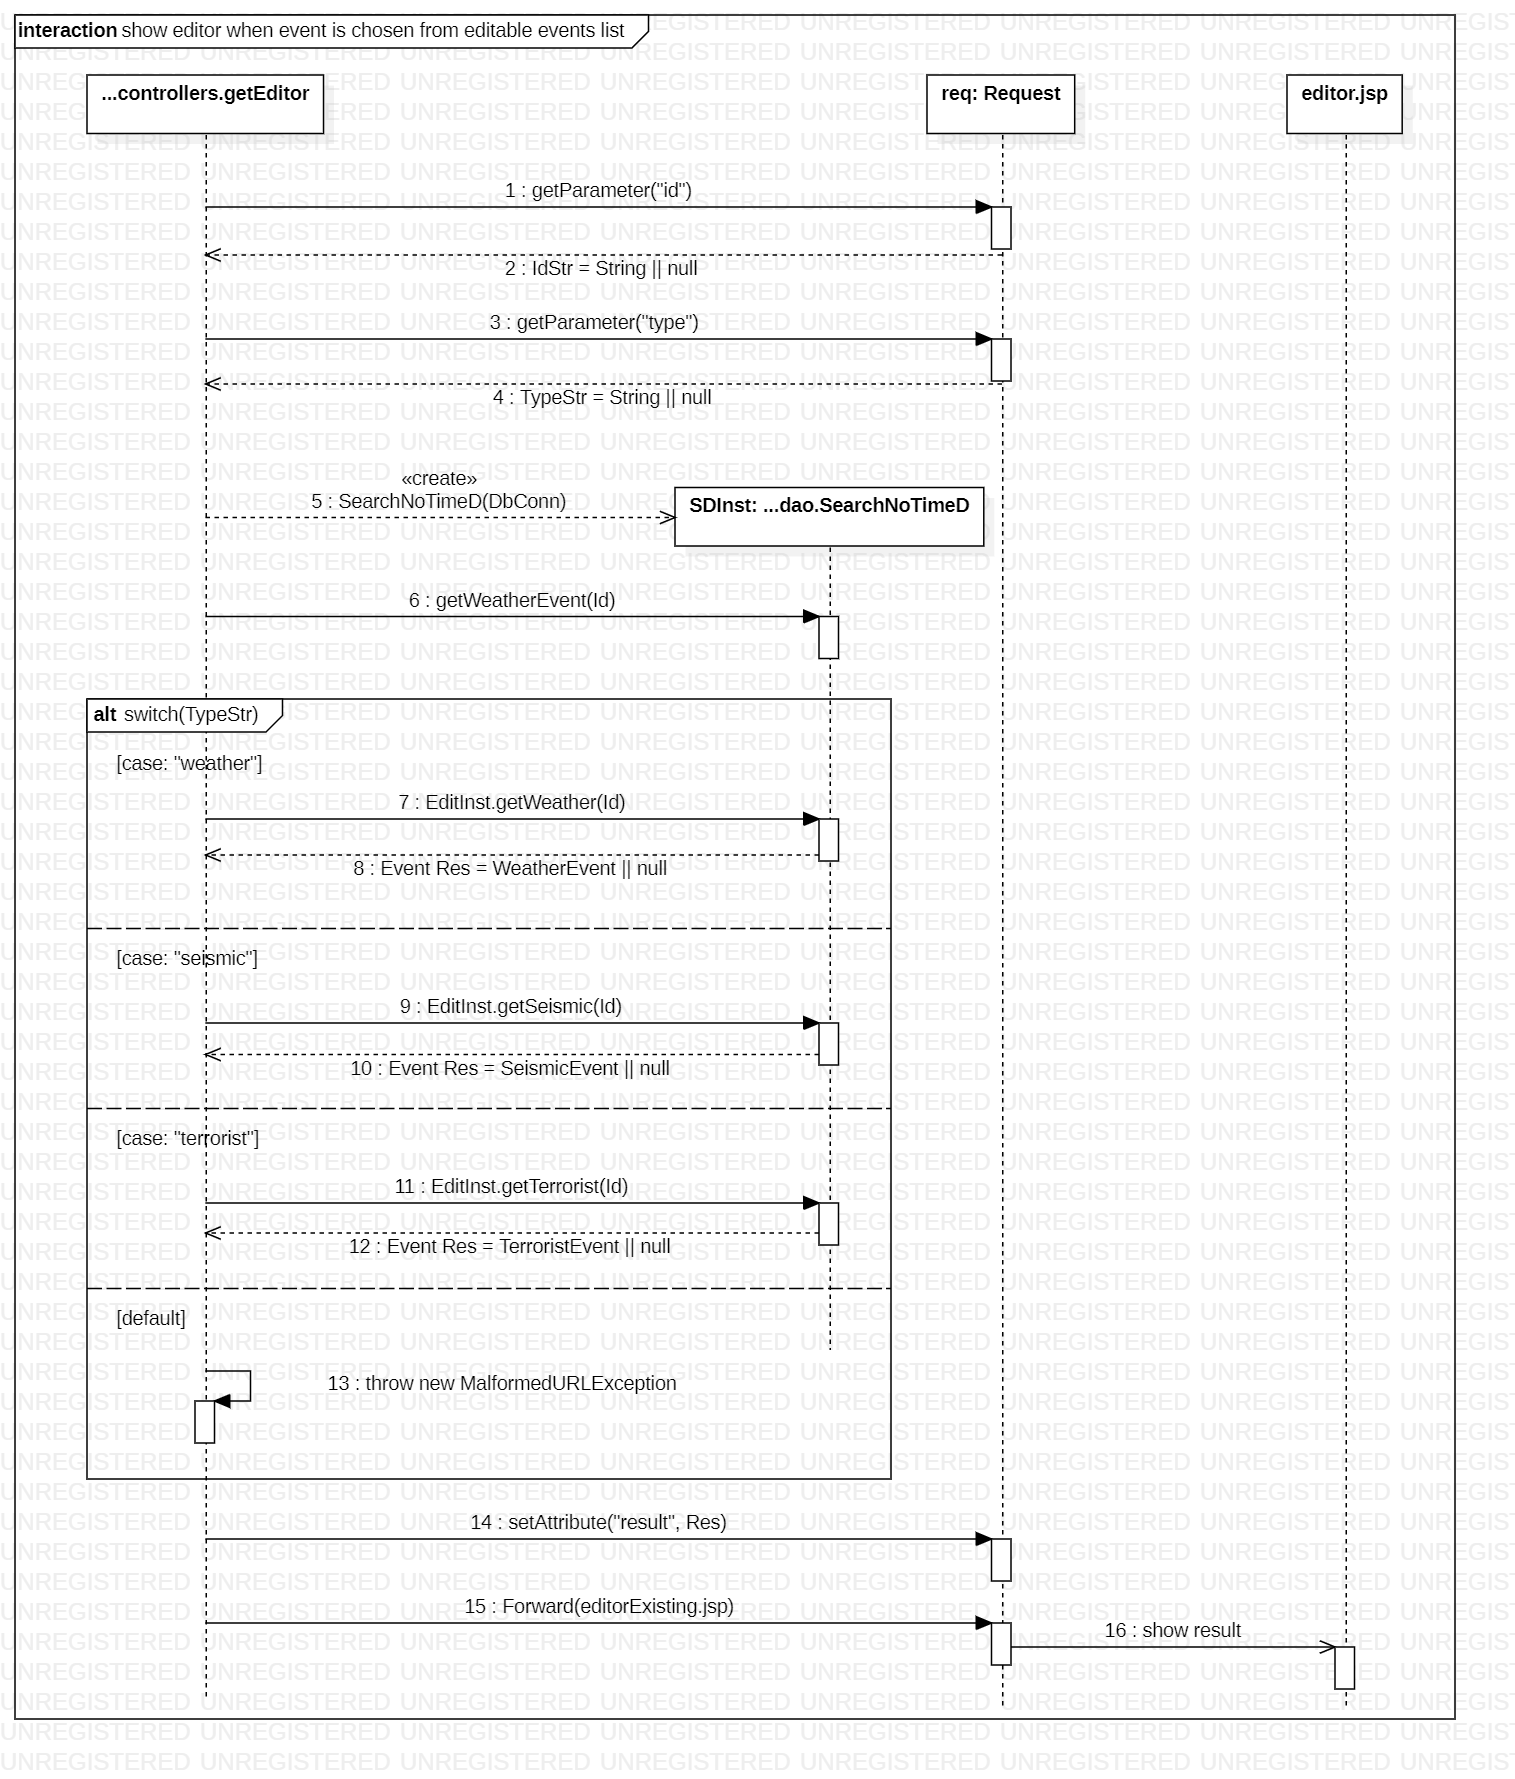 interaction show editor when event is chosen from editable events list
...controllers.getEditor
req: Request
editor.jsp
1 : getParameter("id")
2 : IdStr = String || null
3 : getParameter("type")
4 : TypeStr = String || null
«create»
5 : SearchNoTimeD(DbConn)
SDInst: ...dao.SearchNoTimeD
6 : getWeatherEvent(Id)
alt switch(TypeStr)
[case: "weather"]
7 : EditInst.getWeather(Id)
8 : Event Res = WeatherEvent || null
[case: "seismic"]
9 : EditInst.getSeismic(Id)
10 : Event Res = SeismicEvent || null
[case: "terrorist"]
11 : EditInst.getTerrorist(Id)
12 : Event Res = TerroristEvent || null
[default]
13 : throw new MalformedURLException
14 : setAttribute("result", Res)
15 : Forward(editorExisting.jsp)
16 : show result
UNREGISTERED